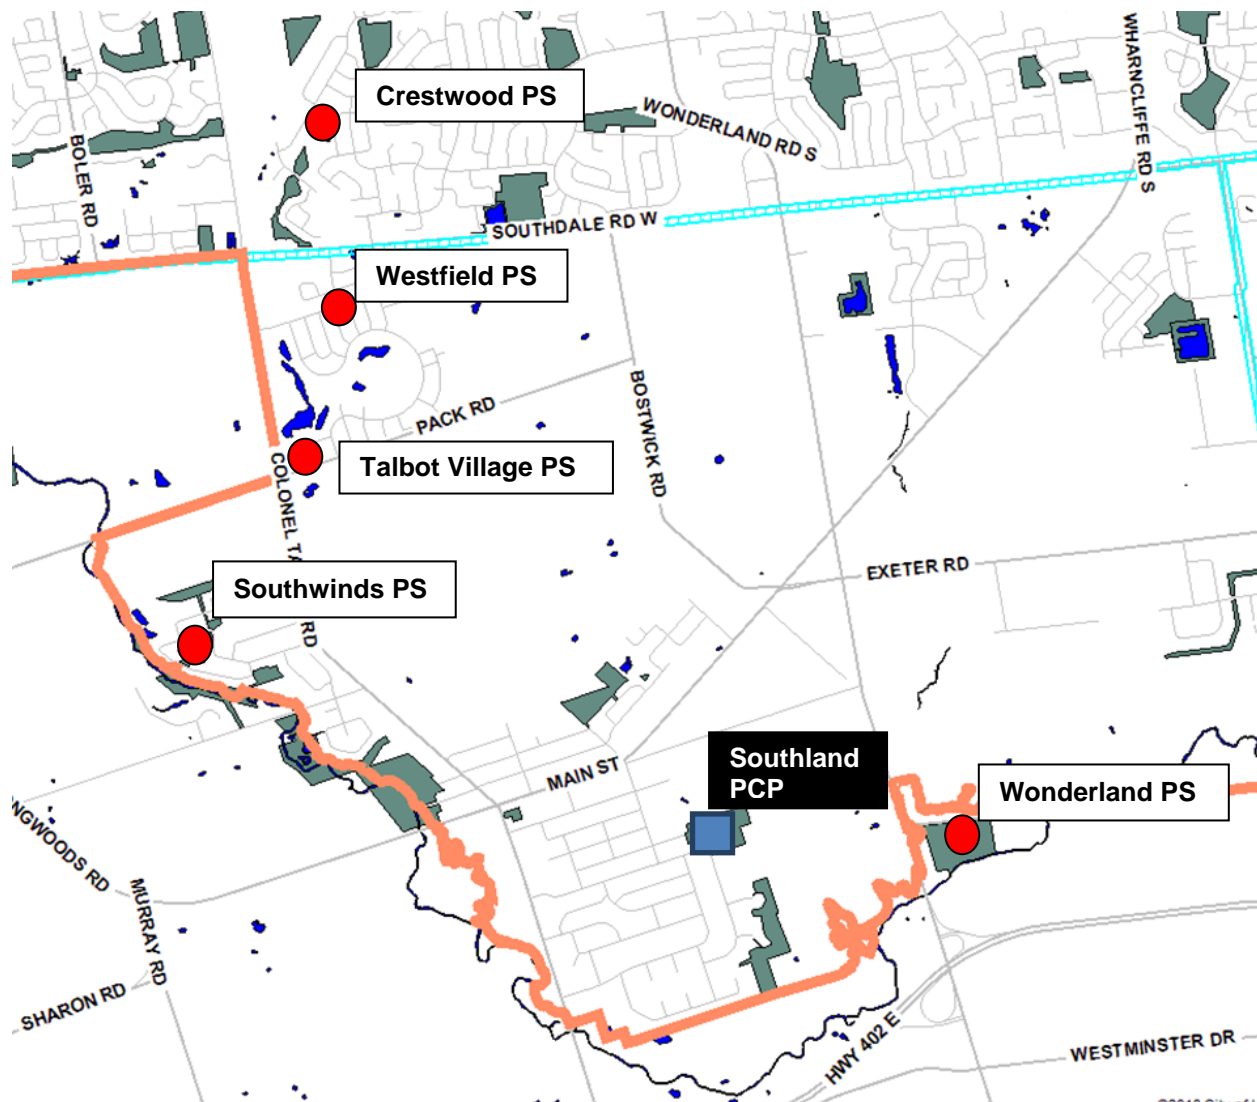 Crestwood PS
WONDERLAND RD S
WHARNCLIFFE RD S
BOLER RD
SOUTHDALE RD W
Westfield PS
PACK RD
BOSTWICK RD
Talbot Village PS
COLONEL TA
RD
EXETER RD
Southwinds PS
MAIN ST
Southland
PCP
Wonderland PS
NGWOODS RD
MURRAY RD
SHARON RD
HWY 402 E
WESTMINSTER DR